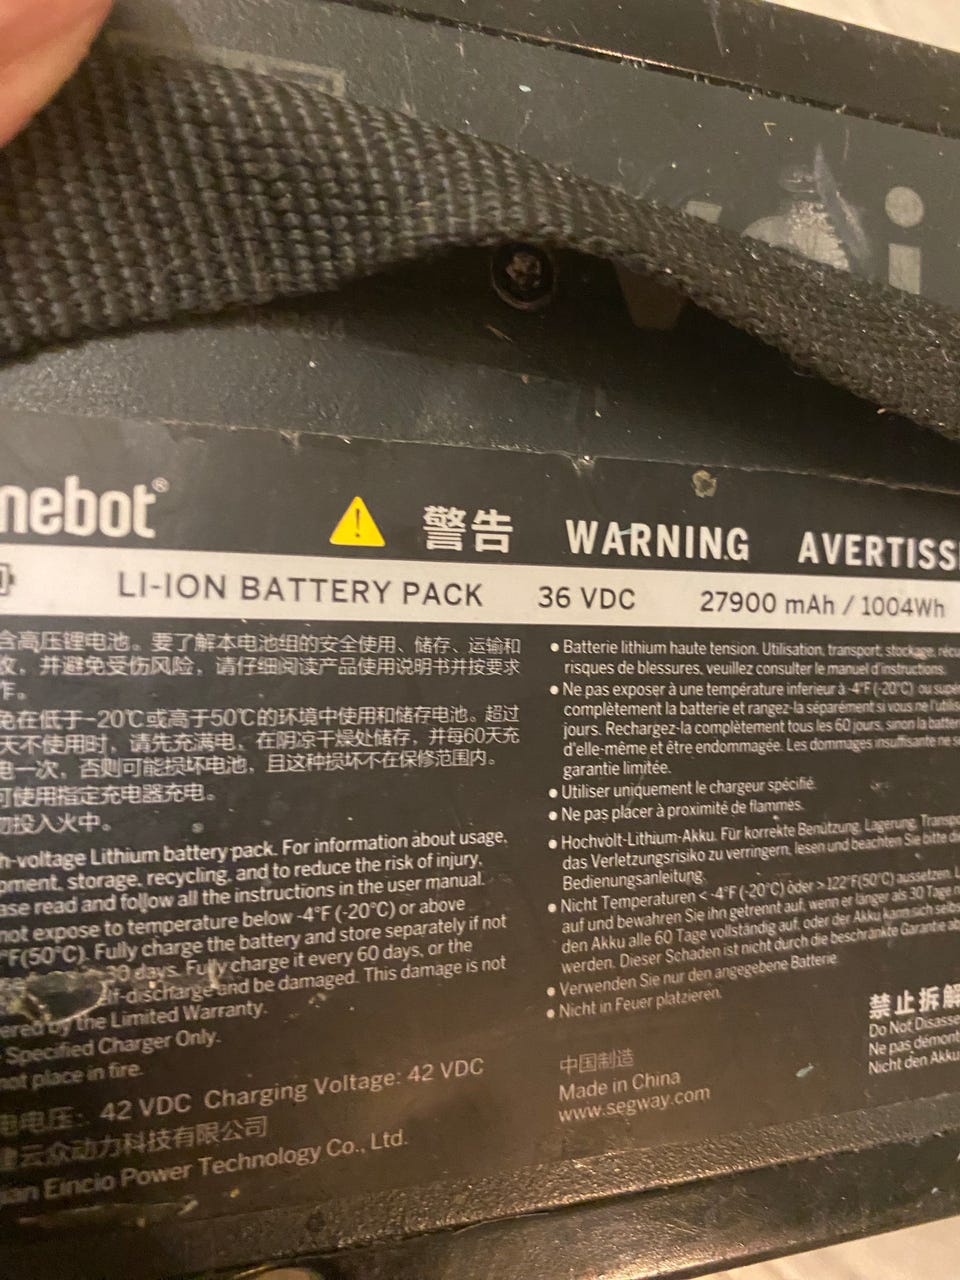 voi
nebot®
警告 WARNING AVERTISS
LI-ION BATTERY PACK 36 VDC 27900 mAh / 1004Wh
含高压锂电池。要了解本电池组的安全使用、储存、运输和
收，并避免受伤风险，请仔细阅读产品使用说明书并按要求
作。
免在低于-20℃或高于50℃的环境中使用和储存电池。超过
天不使用时，请先充满电，在阴凉干燥处储存，并每60天充
电一次，否则可能损坏电池，且这种损坏不在保修范围内。
可使用指定充电器充电。
勿投入火中。
h-voltage Lithium battery pack. For information about usage,
pment, storage, recycling, and to reduce the risk of injury,
ase read and follow all the instructions in the user manual.
not expose to temperature below -4°F (-20°C) or above
°F(50°C). Fully charge the battery and store separately if not
30 days. Fully charge it every 60 days, or the
lf-discharge and be damaged. This damage is not
ered by the Limited Warranty.
Specified Charger Only.
not place in fire.
电电压: 42 VDC Charging Voltage: 42 VDC
建云众动力科技有限公司
ian Eincio Power Technology Co., Ltd.
• Batterie lithium haute tension. Utilisation, transport, stockage, récu
risques de blessures, veuillez consulter le manuel d'instructions.
• Ne pas exposer à une température inferieur à -4°F (-20°C) ou supé
complètement la batterie et rangez-la séparément si vous ne l'utilis
jours. Rechargez-la complètement tous les 60 jours, sinon la batter
d'elle-même et être endommagée. Les dommages insuffisante ne s
garantie limitée.
• Utiliser uniquement le chargeur spécifié.
• Ne pas placer à proximité de flammes.
• Hochvolt-Lithium-Akku. Für korrekte Benützung, Lagerung, Transpo
das Verletzungsrisiko zu verringern, lesen und beachten Sie bitte di
Bedienungsanleitung.
• Nicht Temperaturen < -4°F (-20°C) oder > 122°F(50°C) aussetzen. L
auf und bewahren Sie ihn getrennt auf, wenn er länger als 30 Tage n
den Akku alle 60 Tage vollständig auf, oder der Akku kann sich selbs
werden. Dieser Schaden ist nicht durch die beschränkte Garantie ab
• Verwenden Sie nur den angegebene Batterie
• Nicht in Feuer platzieren.
中国制造
Made in China
www.segway.com
禁止拆解
Do Not Disasse
Ne pas démont
Nicht den Akku